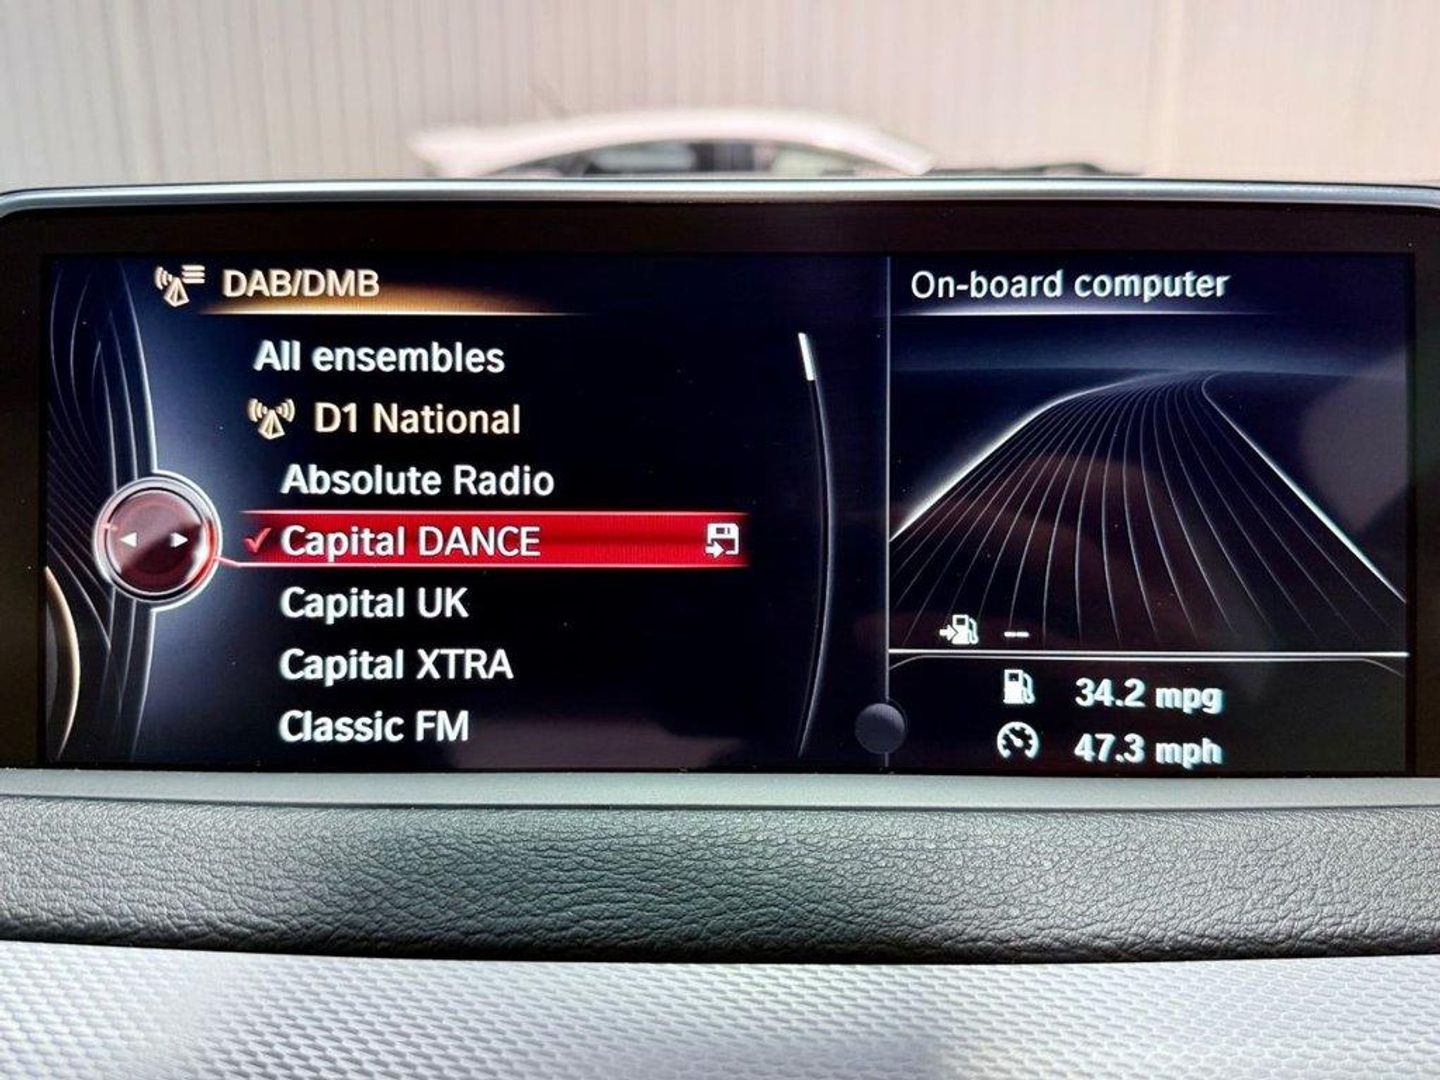 DAB/DMB
All ensembles
D1 National
Absolute Radio
Capital DANCE
Capital UK
Capital XTRA
Classic FM
On-board computer
--
34.2 mpg
47.3 mph